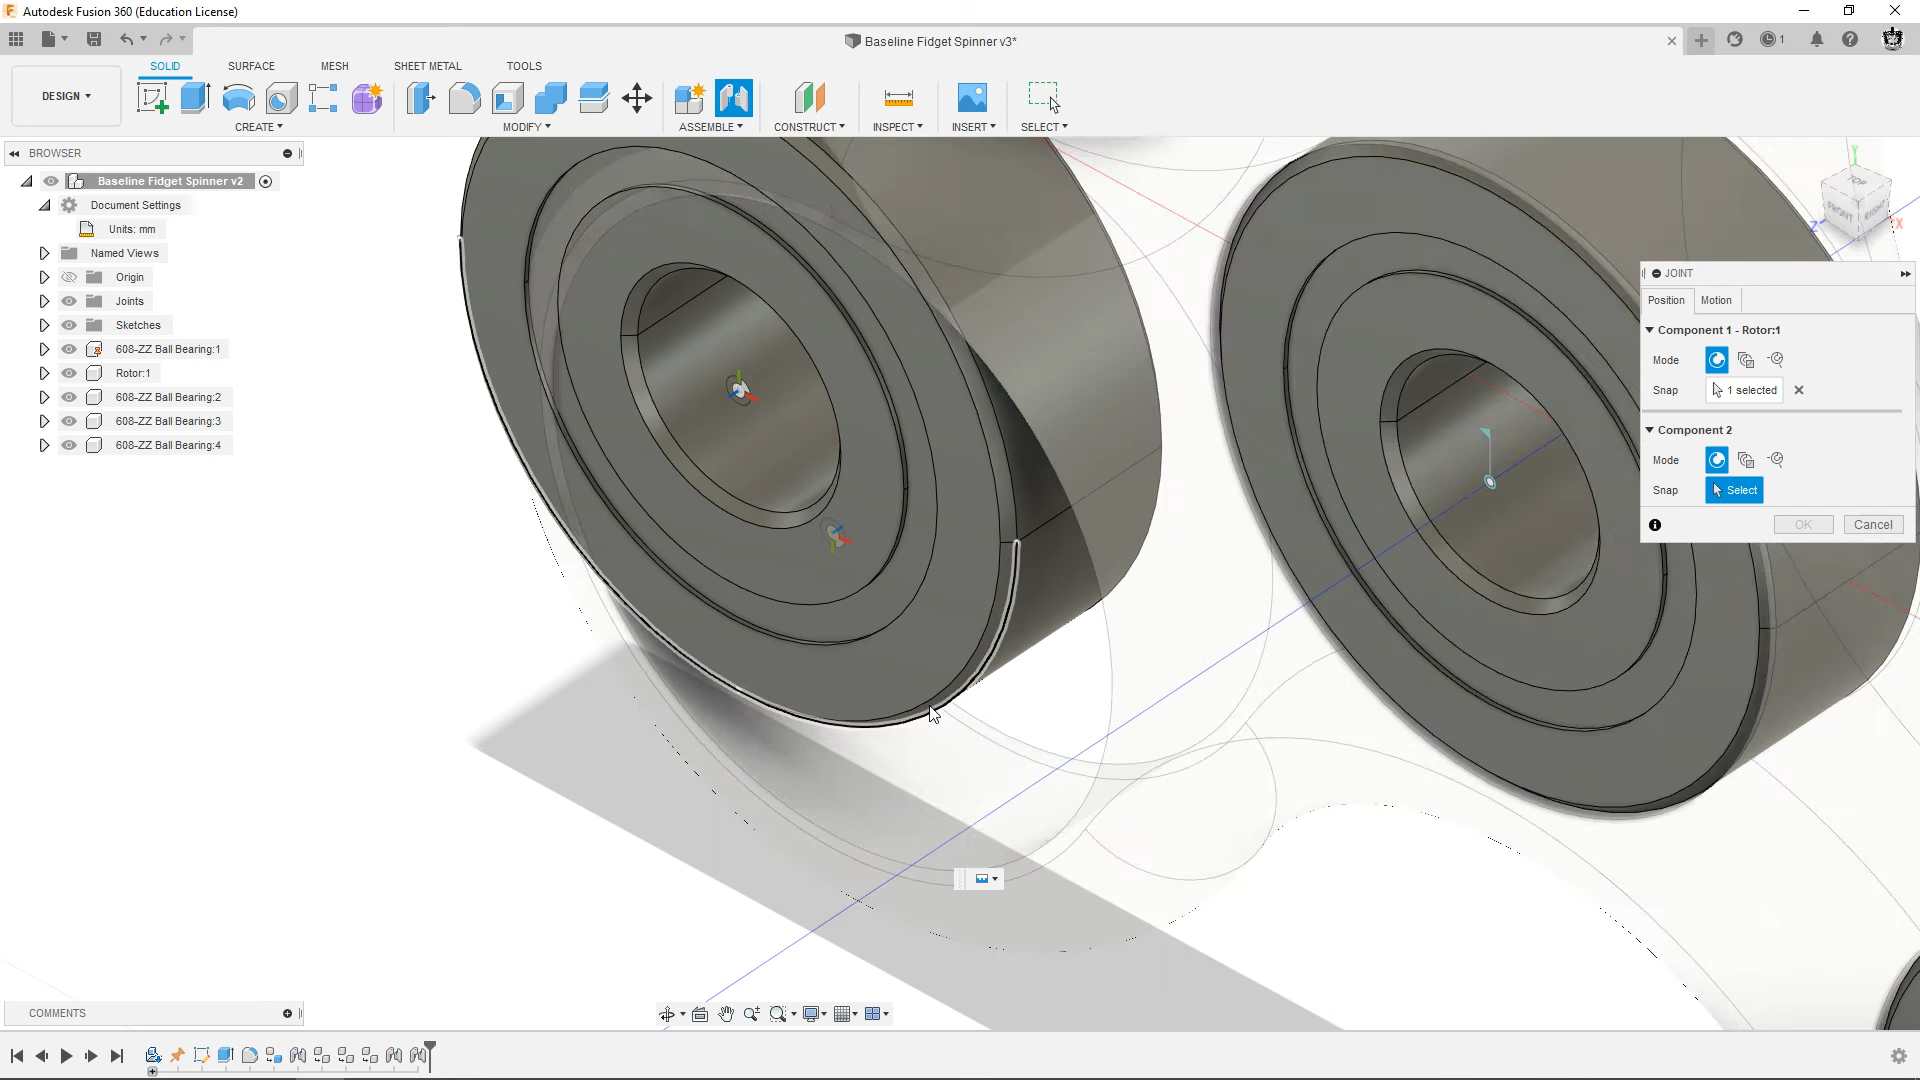 Autodesk Fusion 360 (Education License)
Baseline Fidget Spinner v3*
1
SOLID SURFACE MESH SHEET METAL TOOLS
DESIGN
CREATE MODIFY ASSEMBLE CONSTRUCT INSPECT INSERT SELECT
BROWSER
Baseline Fidget Spinner v2
Document Settings
Units: mm
Named Views
Origin
Joints
Sketches
608-ZZ Ball Bearing:1
Rotor:1
608-ZZ Ball Bearing:2
608-ZZ Ball Bearing:3
608-ZZ Ball Bearing:4
Y
TOP
FRONT
RIGHT
Z
X
JOINT
Position Motion
Component 1 - Rotor:1
Mode
Snap 1 selected
Component 2
Mode
Snap Select
OK Cancel
COMMENTS